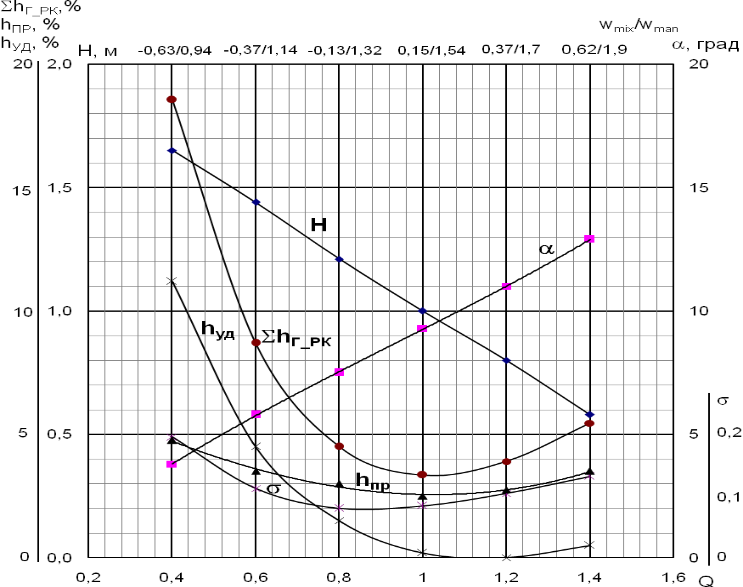 Σhг_рк, %
hпр, %
hуд, %
H, м
-0,63/0,94 -0,37/1,14 -0,13/1,32 0,15/1,54 0,37/1,7 0,62/1,9
wmix/wman
α, град
20 2,0 20
15 1,5 15
H
α
10 1,0 10
hуд Σhг_рк
σ
5 0,5 5 0,2
σ hпр
0,1
0 0,0 0 0
0,2 0,4 0,6 0,8 1 1,2 1,4 1,6 Q